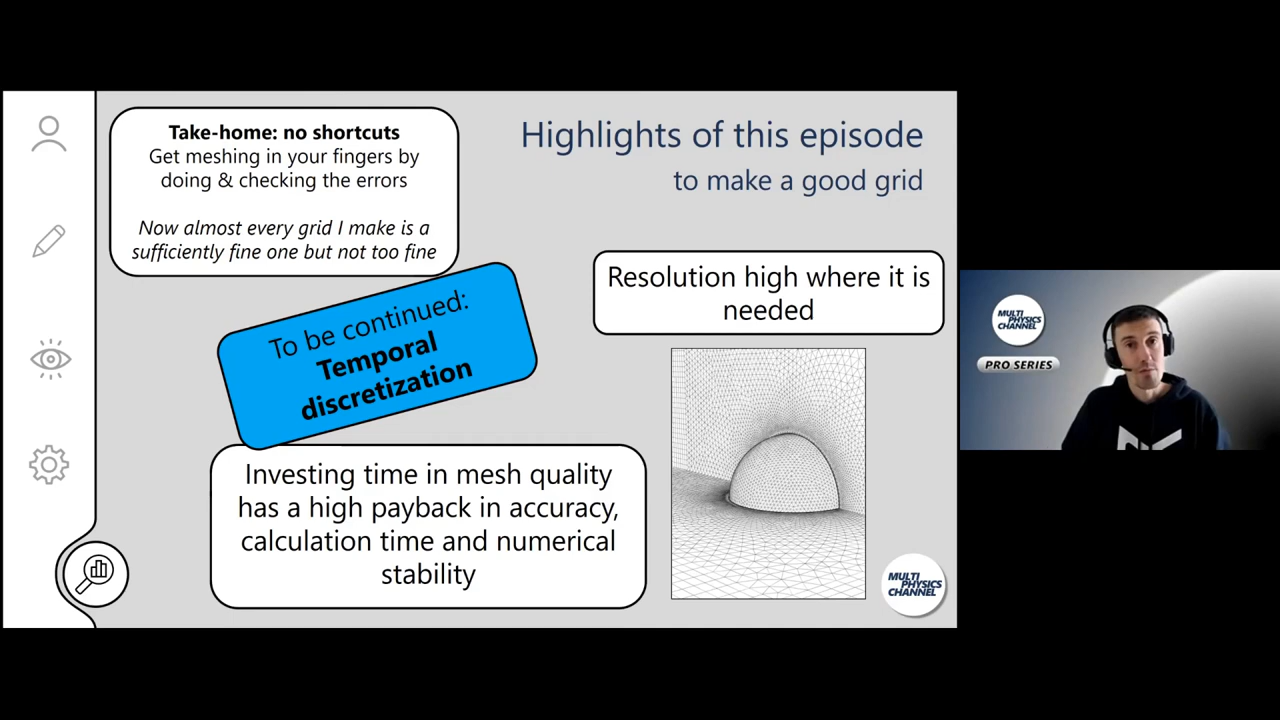 Take-home: no shortcuts
Get meshing in your fingers by
doing & checking the errors
Now almost every grid I make is a
sufficiently fine one but not too fine
Highlights of this episode
to make a good grid
To be continued:
Temporal
discretization
Resolution high where it is
needed
Investing time in mesh quality
has a high payback in accuracy,
calculation time and numerical
stability
MULTI
PHYSICS
CHANNEL
MULTI
PHYSICS
CHANNEL
PRO SERIES